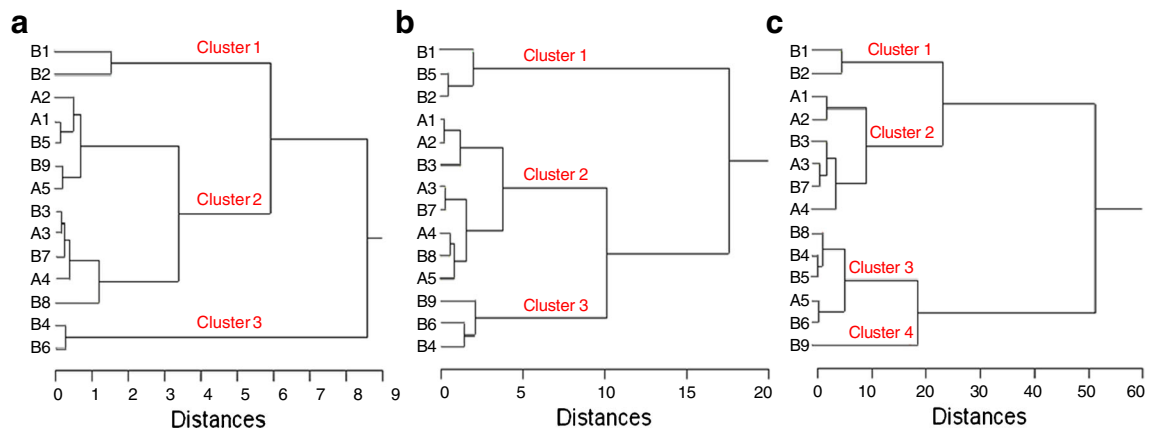 a
Cluster 1
B1
B2
A2
A1
B5
B9
A5
Cluster 2
B3
A3
B7
A4
B8
Cluster 3
B4
B6
0 1 2 3 4 5 6 7 8 9
Distances
b
B1
Cluster 1
B5
B2
A1
A2
B3
Cluster 2
A3
B7
A4
B8
A5
B9
Cluster 3
B6
B4
0 5 10 15 20
Distances
c
B1
Cluster 1
B2
A1
A2
Cluster 2
B3
A3
B7
A4
B8
B4
Cluster 3
B5
A5
B6
Cluster 4
B9
0 10 20 30 40 50 60
Distances